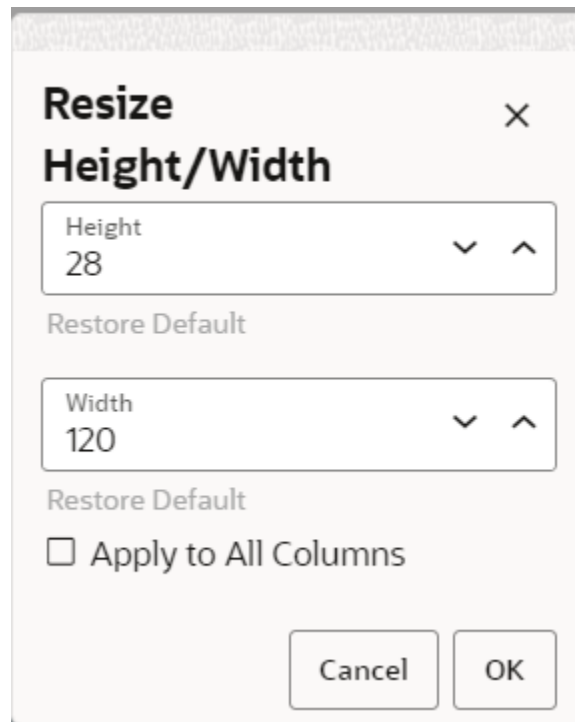 Resize
Height/Width
Height
28
Restore Default
Width
120
Restore Default
Apply to All Columns
Cancel OK